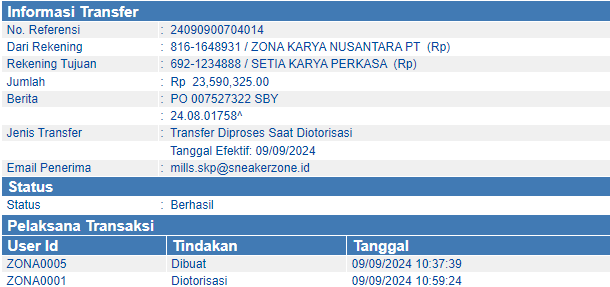 Informasi Transfer
No. Referensi : 24090900704014
Dari Rekening : 816-1648931 / ZONA KARYA NUSANTARA PT (Rp)
Rekening Tujuan : 692-1234888 / SETIA KARYA PERKASA (Rp)
Jumlah : Rp 23,590,325.00
Berita : PO 007527322 SBY
: 24.08.01758^
Jenis Transfer : Transfer Diproses Saat Diotorisasi
Tanggal Efektif: 09/09/2024
Email Penerima : mills.skp@sneakerzone.id
Status
Status : Berhasil
Pelaksana Transaksi
User Id Tindakan Tanggal
ZONA0005 Dibuat 09/09/2024 10:37:39
ZONA0001 Diotorisasi 09/09/2024 10:59:24